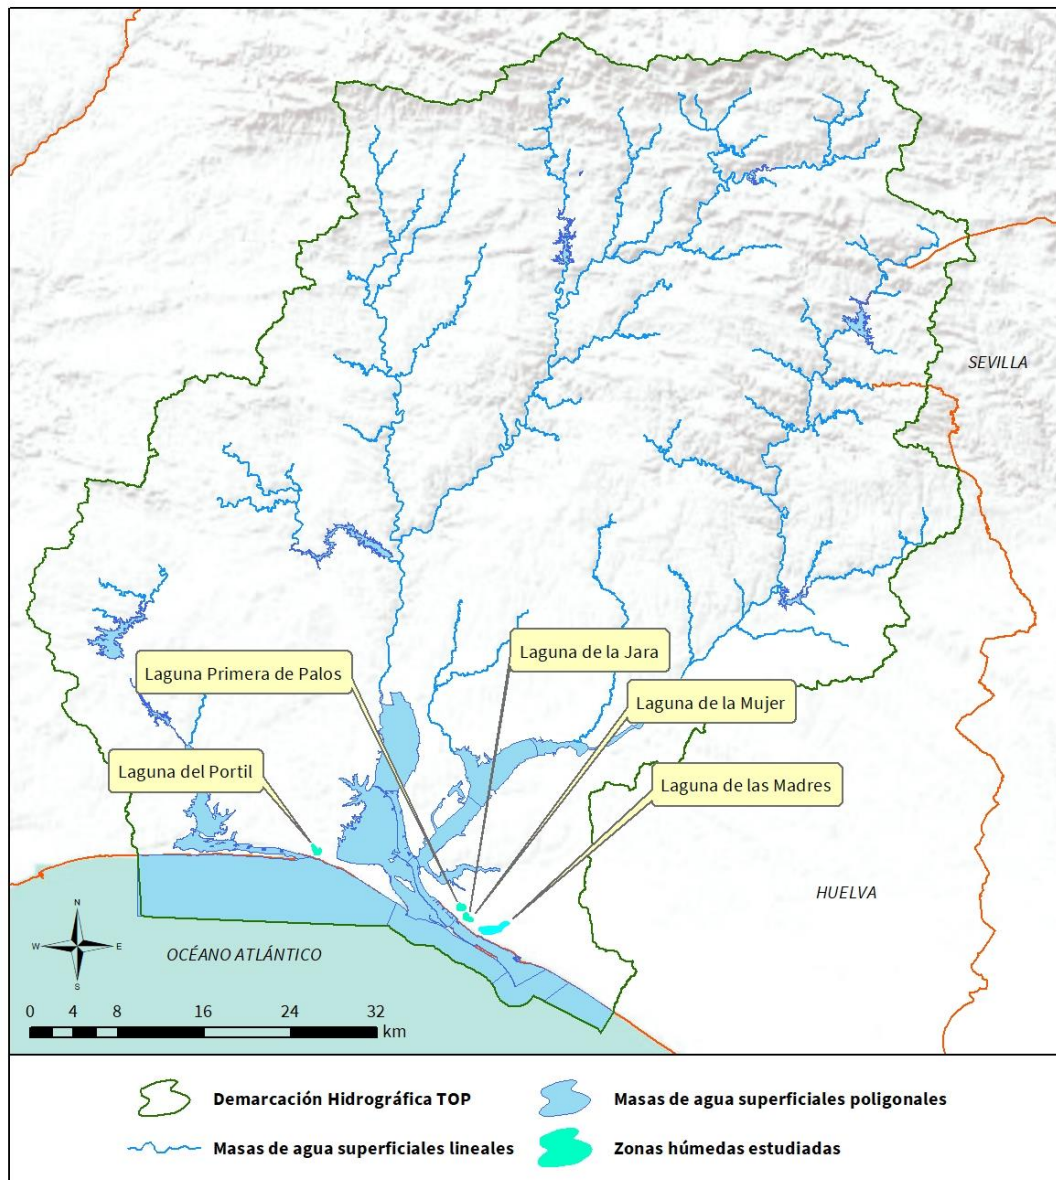 SEVILLA
Laguna de la Jara
Laguna Primera de Palos
Laguna de la Mujer
Laguna del Portil
Laguna de las Madres
HUELVA
N
W E
S
OCÉANO ATLÁNTICO
0 4 8 16 24 32
km
Demarcación Hidrográfica TOP
Masas de agua superficiales poligonales
Masas de agua superficiales lineales
Zonas húmedas estudiadas